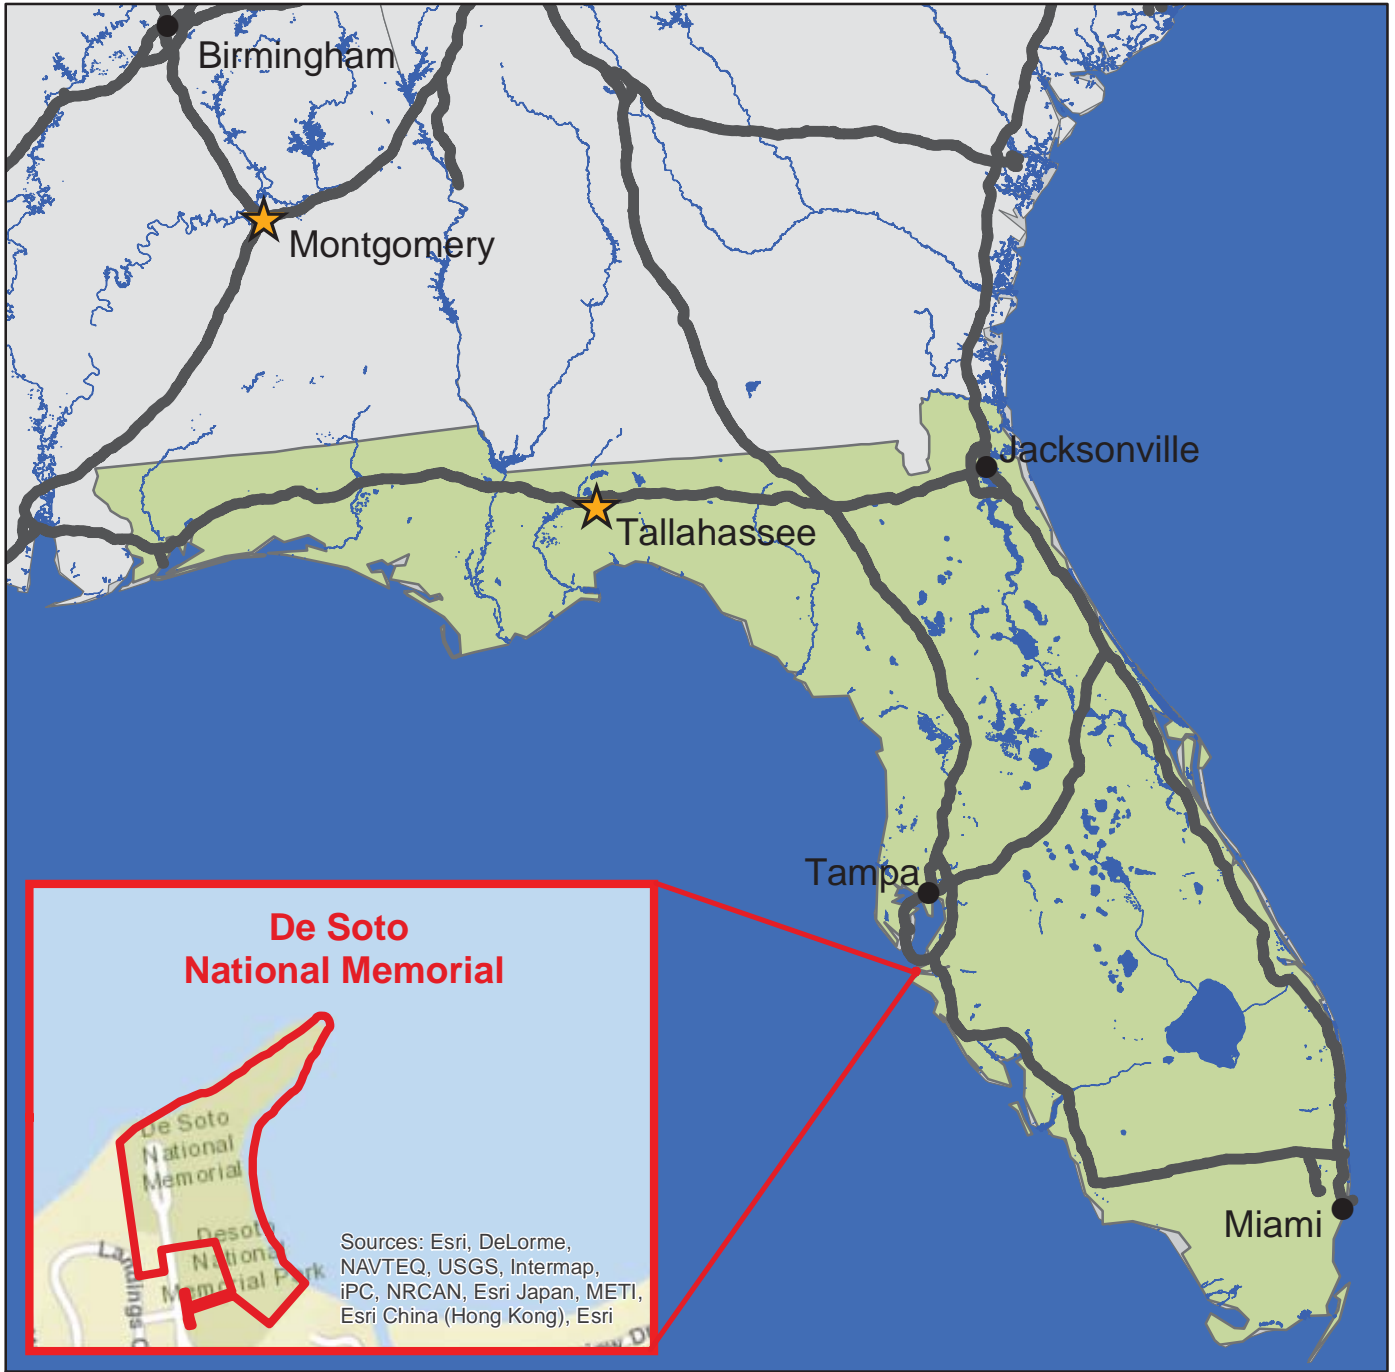 Birmingham
Montgomery
Jacksonville
Tallahassee
Tampa
Miami
De Soto
National Memorial
De Soto
National
Memorial
Desoto
National
Memorial Park
Landings
Sources: Esri, DeLorme,
NAVTEQ, USGS, Intermap,
iPC, NRCAN, Esri Japan, METI,
Esri China (Hong Kong), Esri